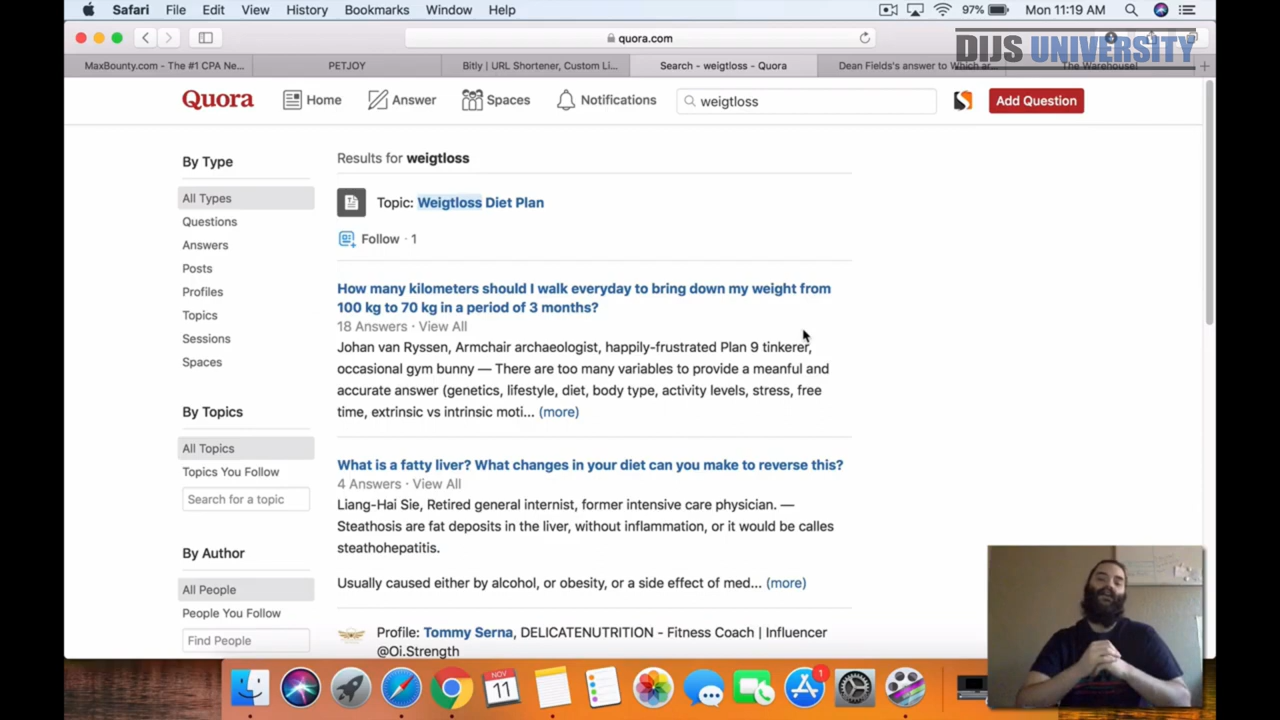 Safari File Edit View History Bookmarks Window Help 97% Mon 11:19 AM
quora.com
DIJS UNIVERSITY
MaxBounty.com - The #1 CPA Ne... PETJOY Bitly | URL Shortener, Custom Li... Search - weigtloss - Quora Dean Fields's answer to Which ar... The Warehouse!
Quora Home Answer Spaces Notifications weigtloss Add Question
By Type
All Types
Questions
Answers
Posts
Profiles
Topics
Sessions
Spaces
By Topics
All Topics
Topics You Follow
Search for a topic
By Author
All People
People You Follow
Find People
Results for weigtloss
Topic: Weigtloss Diet Plan
Follow · 1
How many kilometers should I walk everyday to bring down my weight from
100 kg to 70 kg in a period of 3 months?
18 Answers · View All
Johan van Ryssen, Armchair archaeologist, happily-frustrated Plan 9 tinkerer,
occasional gym bunny — There are too many variables to provide a meanful and
accurate answer (genetics, lifestyle, diet, body type, activity levels, stress, free
time, extrinsic vs intrinsic moti... (more)
What is a fatty liver? What changes in your diet can you make to reverse this?
4 Answers · View All
Liang-Hai Sie, Retired general internist, former intensive care physician. —
Steathosis are fat deposits in the liver, without inflammation, or it would be calles
steathohepatitis.
Usually caused either by alcohol, or obesity, or a side effect of med... (more)
Profile: Tommy Serna, DELICATENUTRITION - Fitness Coach | Influencer
@Oi.Strength
NOV
11
1